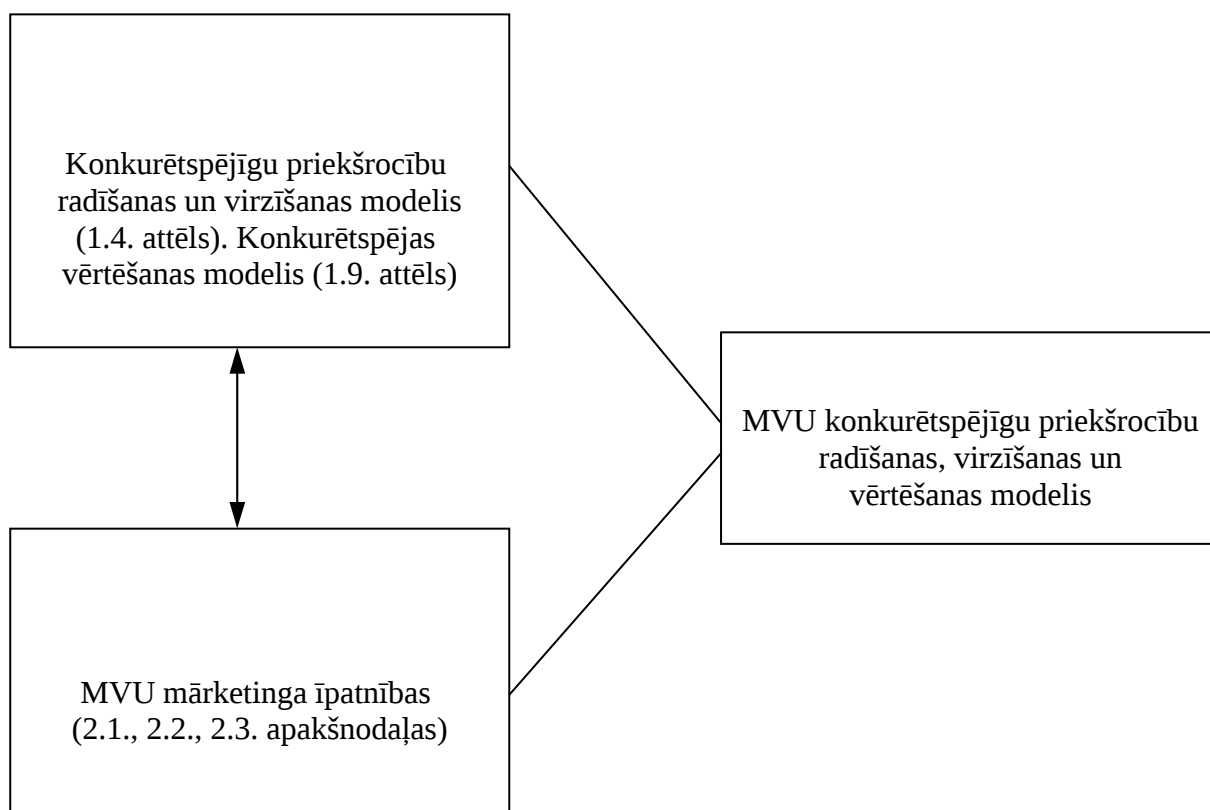 Konkurētspējīgu priekšrocību
radīšanas un virzīšanas modelis
(1.4. attēls). Konkurētspējas
vērtēšanas modelis (1.9. attēls)
MVU konkurētspējīgu priekšrocību
radīšanas, virzīšanas un
vērtēšanas modelis
MVU mārketinga īpatnības
(2.1., 2.2., 2.3. apakšnodaļas)